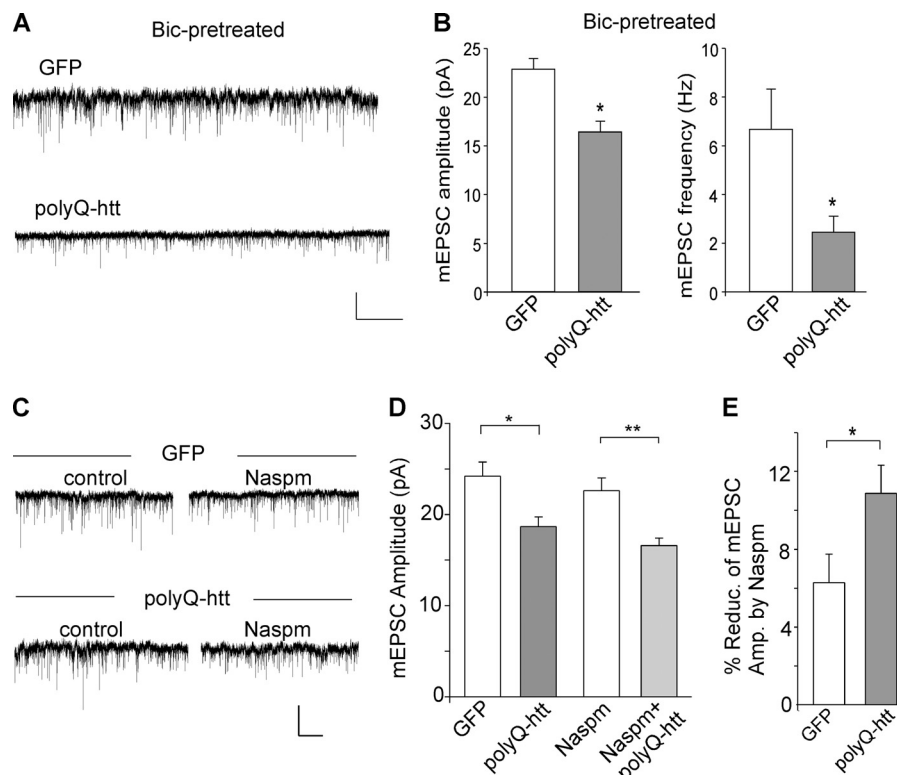 A
Bic-pretreated
GFP
polyQ-htt
B
Bic-pretreated
mEPSC amplitude (pA)
25
20
15
10
5
0
*
GFP
polyQ-htt
mEPSC frequency (Hz)
10
8
6
4
2
0
*
GFP
polyQ-htt
C
GFP
control Naspm
polyQ-htt
control Naspm
D
mEPSC Amplitude (pA)
30
20
10
0
*
**
GFP
polyQ-htt
Naspm
Naspm+
polyQ-htt
E
% Reduc. of mEPSC
Amp. by Naspm
12
8
4
0
*
GFP
polyQ-htt